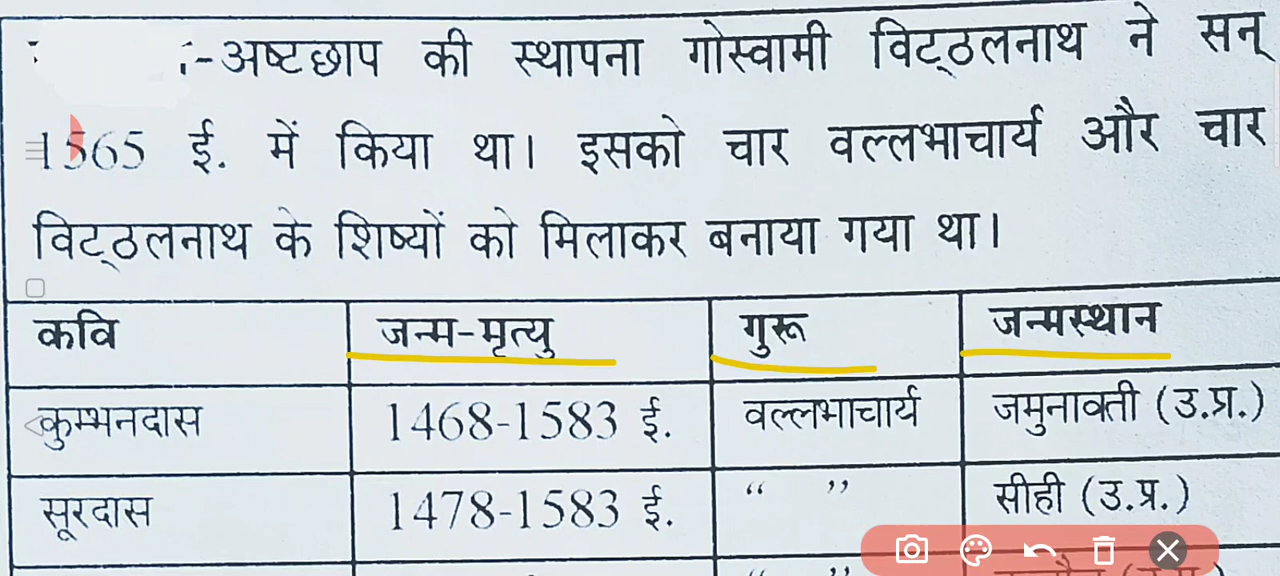 :-अष्टछाप की स्थापना गोस्वामी विट्ठलनाथ ने सन्
1565 ई. में किया था। इसको चार वल्लभाचार्य और चार
विट्ठलनाथ के शिष्यों को मिलाकर बनाया गया था।
कवि जन्म-मृत्यु गुरू जन्मस्थान
कुम्भनदास 1468-1583 ई. वल्लभाचार्य जमुनावती (उ.प्र.)
सूरदास 1478-1583 ई. “ ” सीही (उ.प्र.)
“ ”